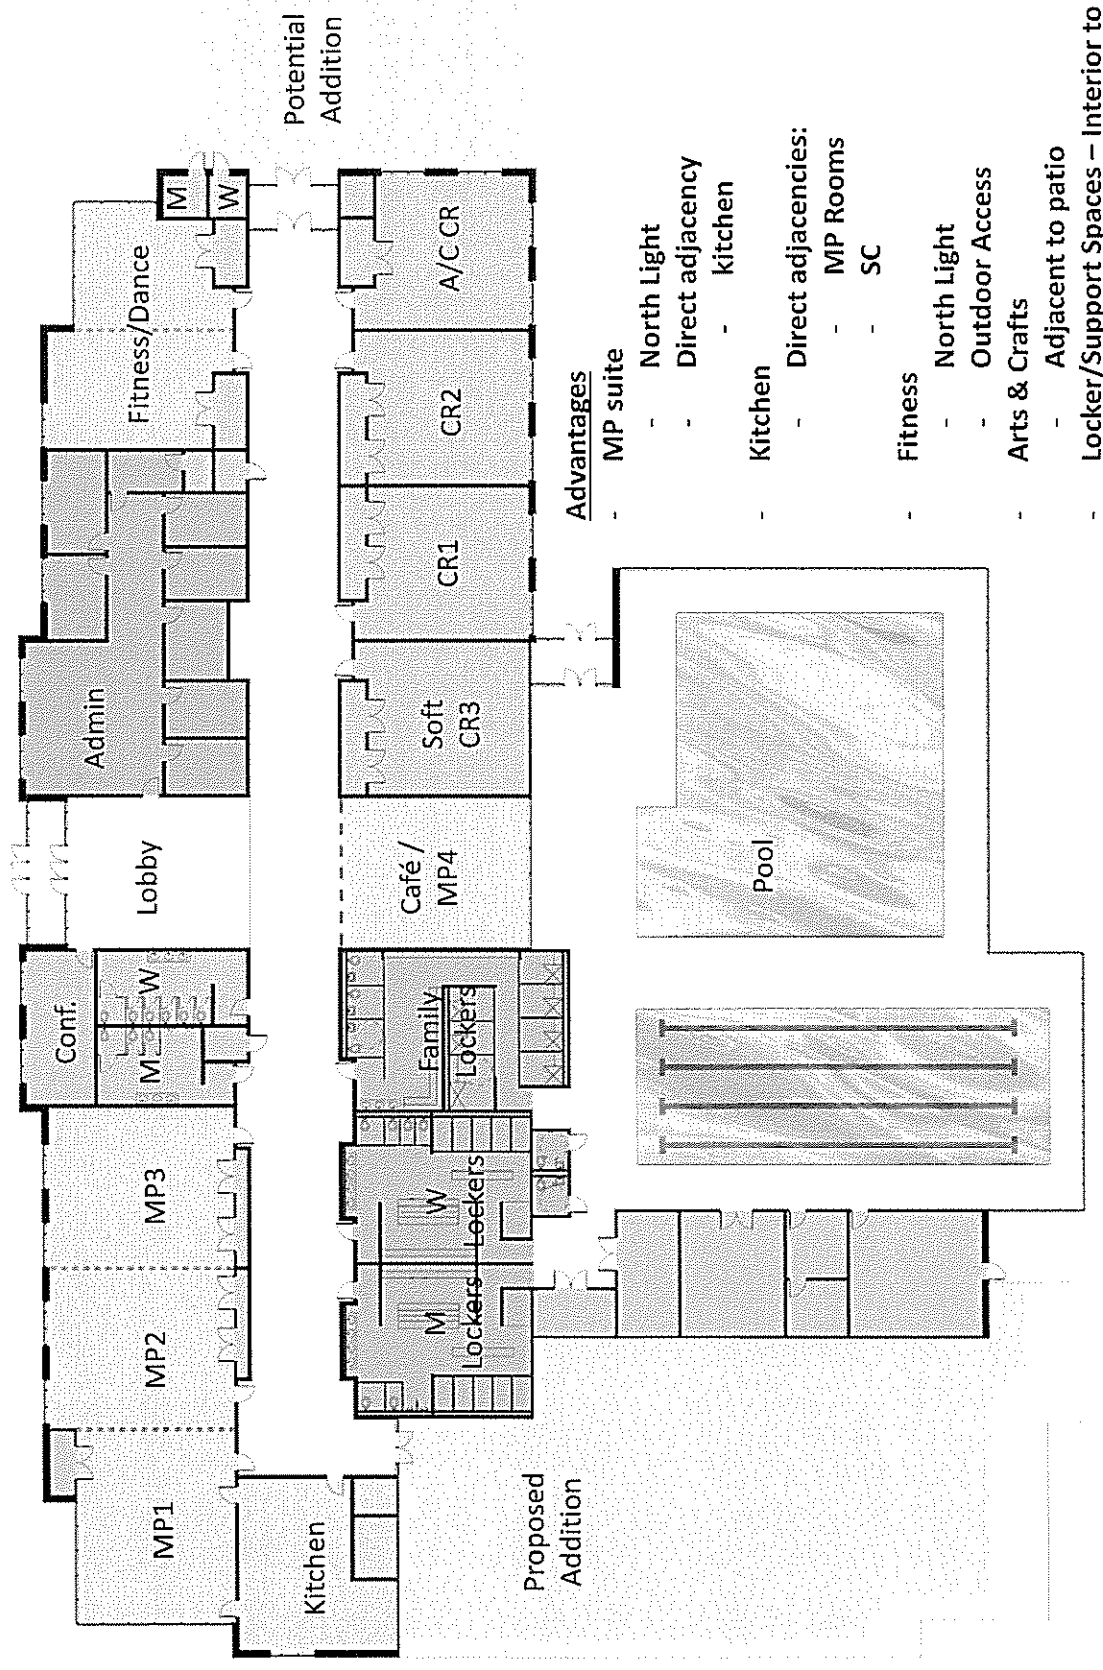 MP1
MP2
MP3
Conf.
M
W
Lobby
Admin
Fitness/Dance
M
W
Potential
Addition
Kitchen
M
Lockers
W
Lockers
Family
Lockers
Café /
MP4
Soft
CR3
CR1
CR2
A/C CR
Proposed
Addition
Pool
Advantages
- MP suite
- North Light
- Direct adjacency
- kitchen
- Kitchen
- Direct adjacencies:
- MP Rooms
- SC
- Fitness
- North Light
- Outdoor Access
- Arts & Crafts
- Adjacent to patio
- Locker/Support Spaces – Interior to